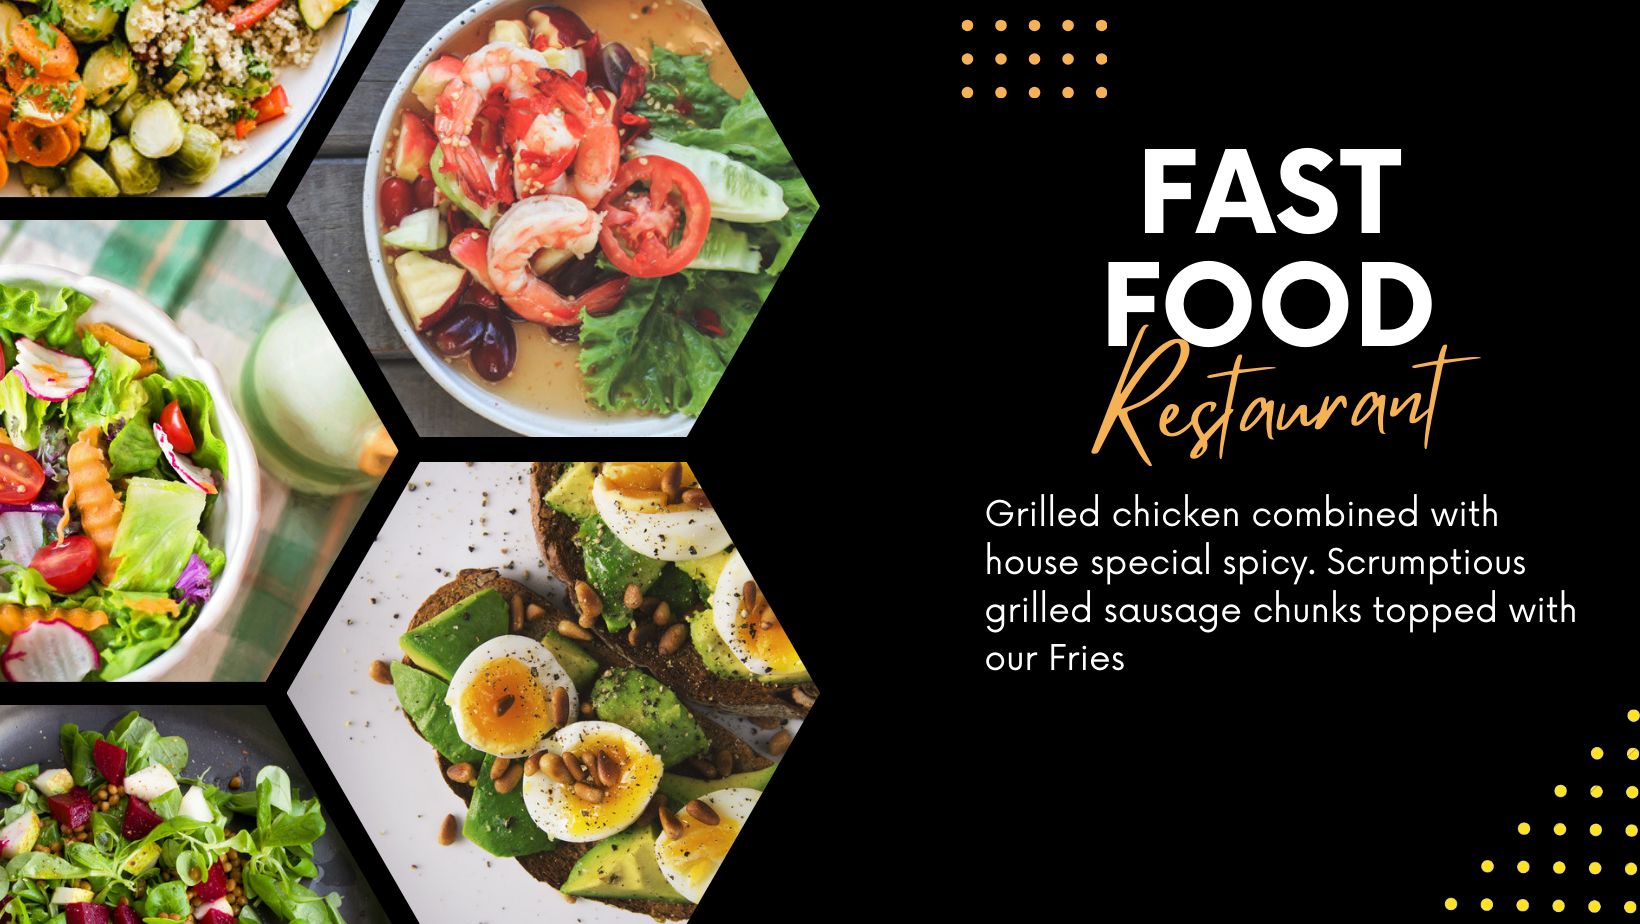 FAST
FOOD
Restaurant
Grilled chicken combined with
house special spicy. Scrumptious
grilled sausage chunks topped with
our Fries